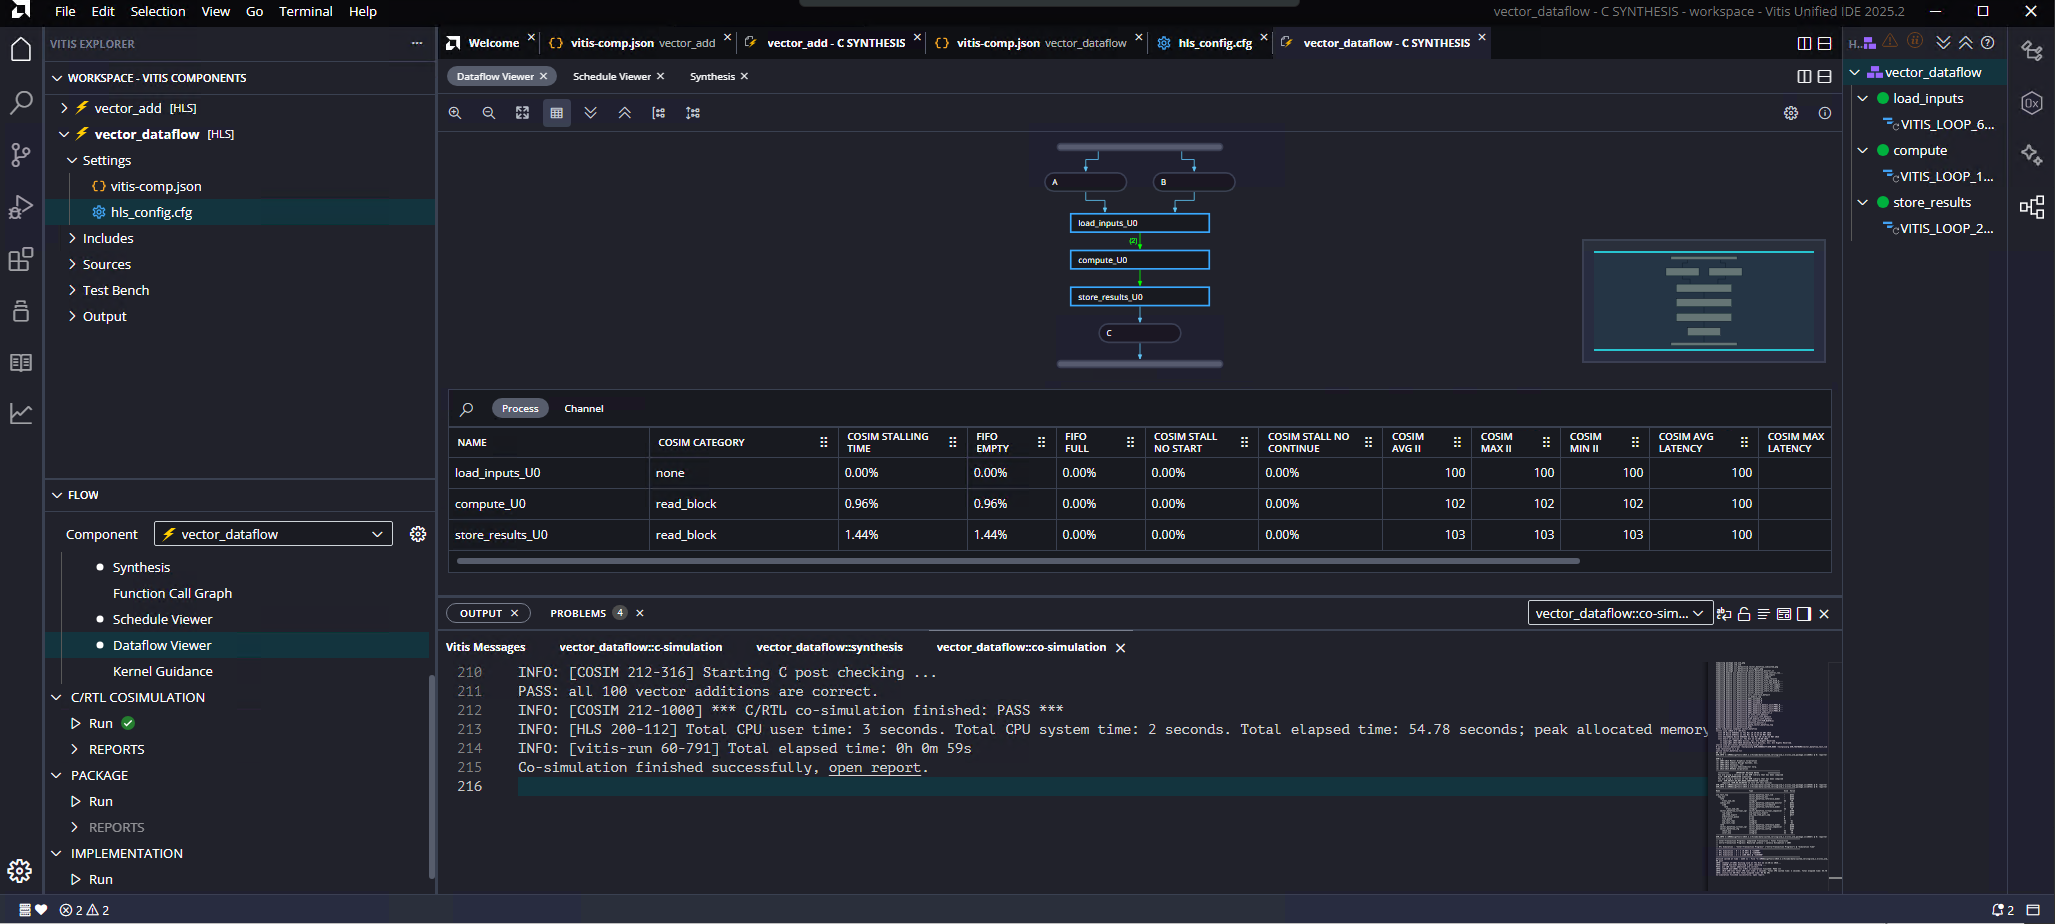 File Edit Selection View Go Terminal Help
vector_dataflow - C SYNTHESIS - workspace - Vitis Unified IDE 2025.2
VITIS EXPLORER
WORKSPACE - VITIS COMPONENTS
vector_add [HLS]
vector_dataflow [HLS]
Settings
vitis-comp.json
hls_config.cfg
Includes
Sources
Test Bench
Output
FLOW
Component vector_dataflow
Synthesis
Function Call Graph
Schedule Viewer
Dataflow Viewer
Kernel Guidance
C/RTL COSIMULATION
Run
REPORTS
PACKAGE
Run
REPORTS
IMPLEMENTATION
Run
Welcome {} vitis-comp.json vector_add vector_add - C SYNTHESIS {} vitis-comp.json vector_dataflow hls_config.cfg vector_dataflow - C SYNTHESIS
Dataflow Viewer Schedule Viewer Synthesis
A B
load_inputs_U0
(2)
compute_U0
store_results_U0
C
Process Channel
NAME COSIM CATEGORY COSIM STALLING TIME FIFO EMPTY FIFO FULL COSIM STALL NO START COSIM STALL NO CONTINUE COSIM AVG II COSIM MAX II COSIM MIN II COSIM AVG LATENCY COSIM MAX LATENCY
load_inputs_U0 none 0.00% 0.00% 0.00% 0.00% 0.00% 100 100 100 100
compute_U0 read_block 0.96% 0.96% 0.00% 0.00% 0.00% 102 102 102 100
store_results_U0 read_block 1.44% 1.44% 0.00% 0.00% 0.00% 103 103 103 100
OUTPUT PROBLEMS 4
vector_dataflow::co-sim...
Vitis Messages vector_dataflow::c-simulation vector_dataflow::synthesis vector_dataflow::co-simulation
210 INFO: [COSIM 212-316] Starting C post checking ...
211 PASS: all 100 vector additions are correct.
212 INFO: [COSIM 212-1000] *** C/RTL co-simulation finished: PASS ***
213 INFO: [HLS 200-112] Total CPU user time: 3 seconds. Total CPU system time: 2 seconds. Total elapsed time: 54.78 seconds; peak allocated memory
214 INFO: [vitis-run 60-791] Total elapsed time: 0h 0m 59s
215 Co-simulation finished successfully, open report.
216
H...
vector_dataflow
load_inputs
VITIS_LOOP_6...
compute
VITIS_LOOP_1...
store_results
VITIS_LOOP_2...
2 2
2